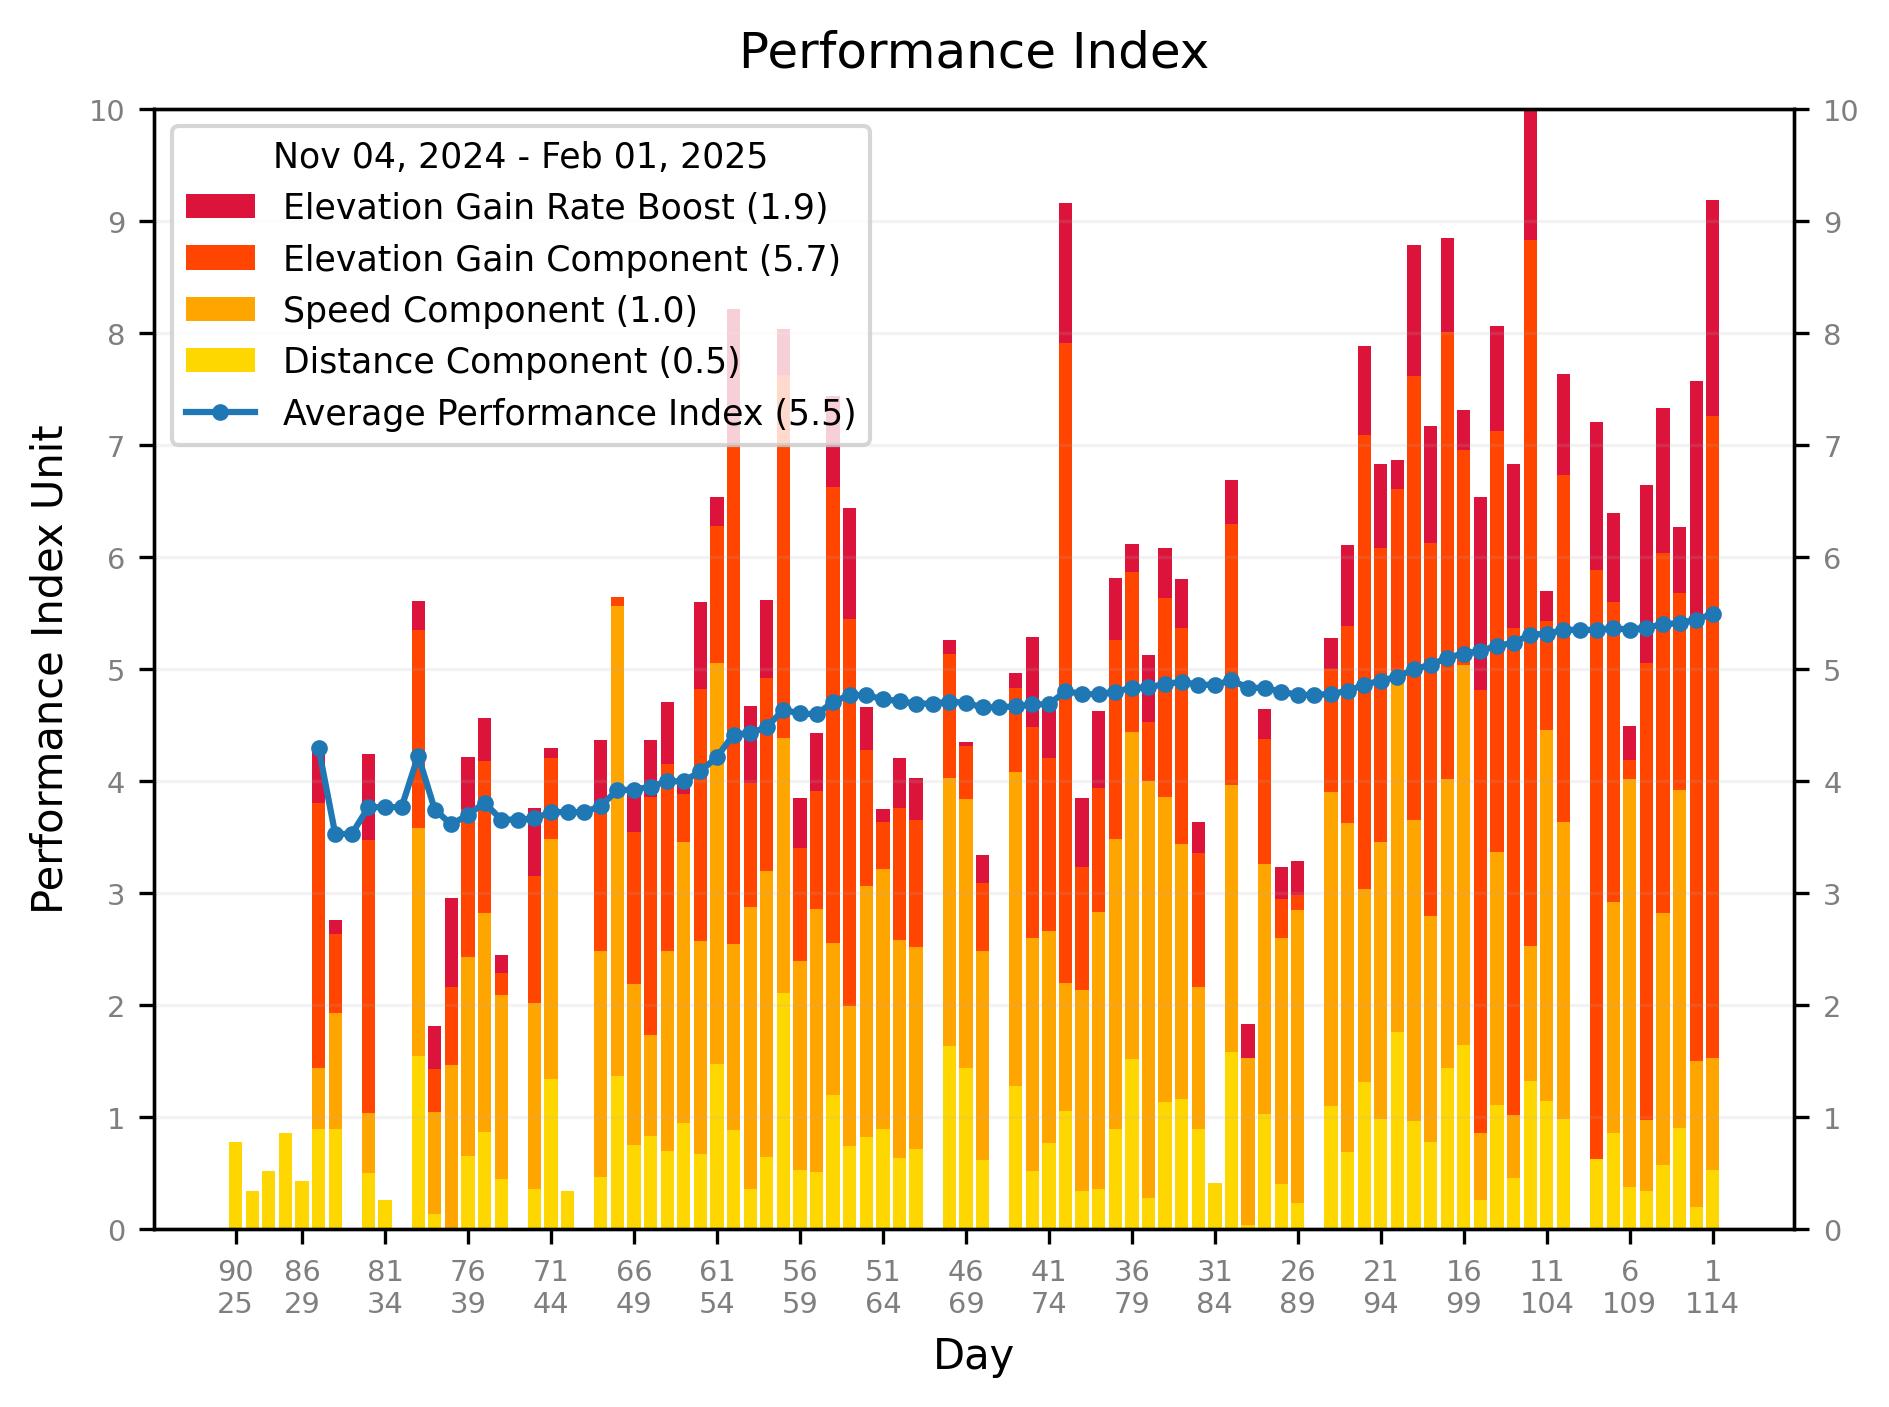 Performance Index
Nov 04, 2024 - Feb 01, 2025
Elevation Gain Rate Boost (1.9)
Elevation Gain Component (5.7)
Speed Component (1.0)
Distance Component (0.5)
Average Performance Index (5.5)
Performance Index Unit
10
9
8
7
6
5
4
3
2
1
0
10
9
8
7
6
5
4
3
2
1
0
90 86 81 76 71 66 61 56 51 46 41 36 31 26 21 16 11 6 1
25 29 34 39 44 49 54 59 64 69 74 79 84 89 94 99 104 109 114
Day